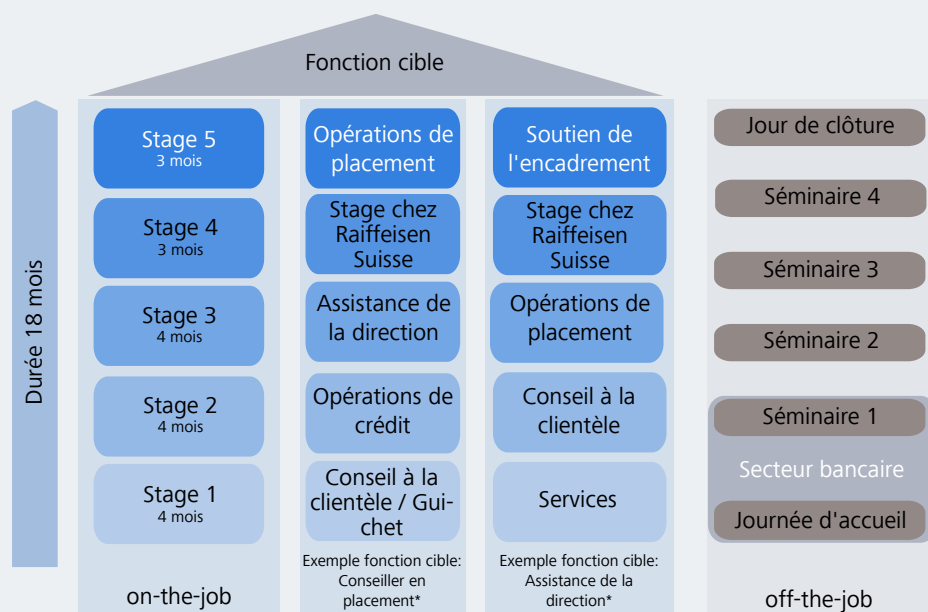 Fonction cible
Durée 18 mois
Stage 5
3 mois
Stage 4
3 mois
Stage 3
4 mois
Stage 2
4 mois
Stage 1
4 mois
on-the-job
Opérations de
placement
Stage chez
Raiffeisen
Suisse
Assistance de
la direction
Opérations de
crédit
Conseil à la
clientèle / Gui-
chet
Exemple fonction cible:
Conseiller en
placement*
Soutien de
l'encadrement
Stage chez
Raiffeisen
Suisse
Opérations de
placement
Conseil à la
clientèle
Services
Exemple fonction cible:
Assistance de la
direction*
Jour de clôture
Séminaire 4
Séminaire 3
Séminaire 2
Séminaire 1
Secteur bancaire
Journée d'accueil
off-the-job